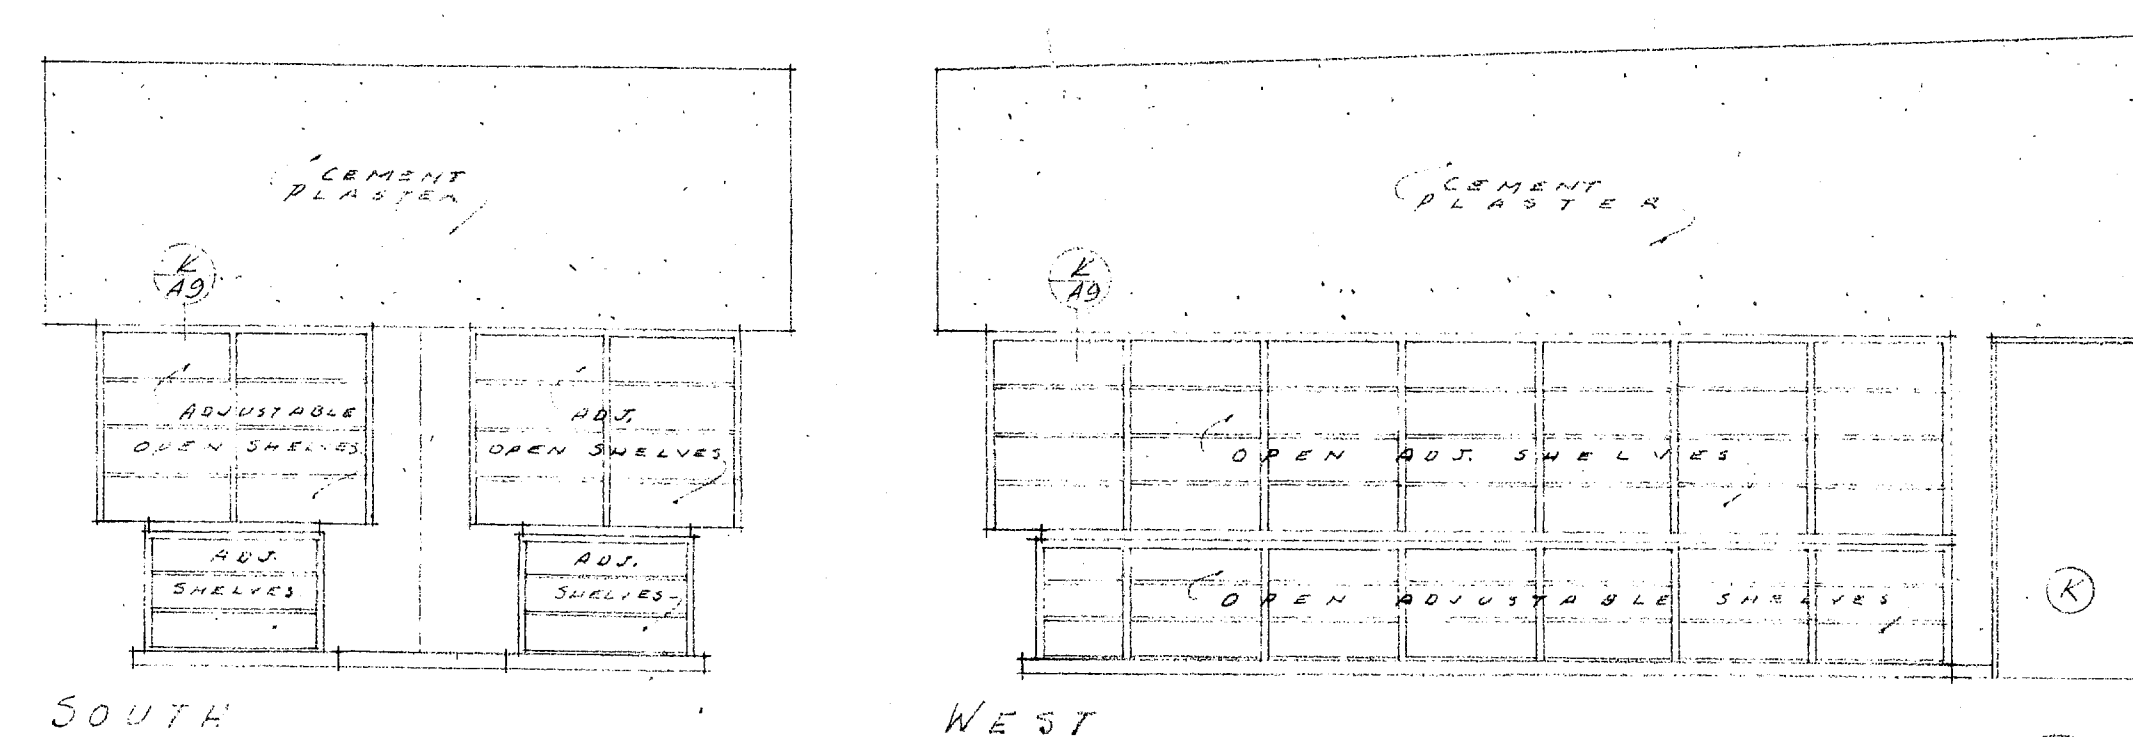 CEMENT
PLASTER
K
A9
ADJUSTABLE
OPEN SHELVES
ADJ.
OPEN SHELVES
ADJ.
SHELVES
ADJ.
SHELVES
SOUTH
CEMENT
PLASTER
K
A9
OPEN ADJ. SHELVES
OPEN ADJUSTABLE SHELVES
K
WEST